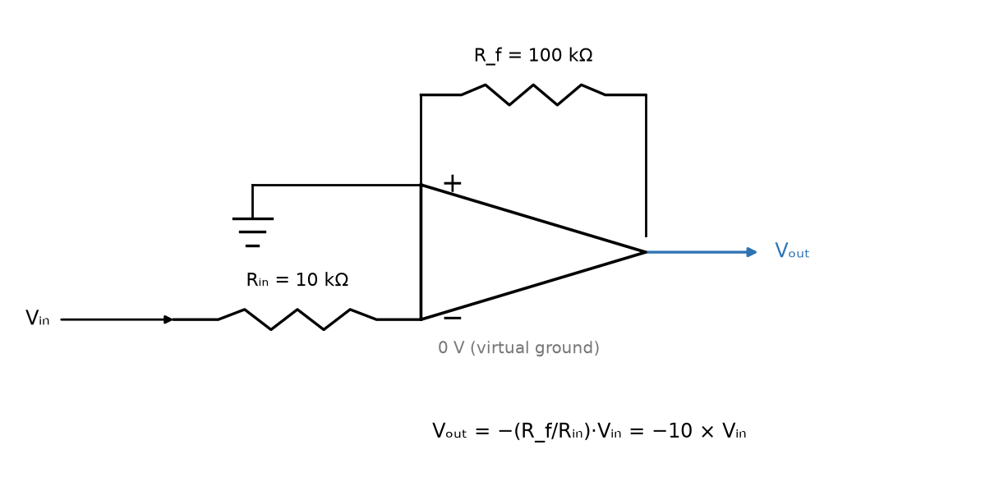 R_f = 100 kΩ
+
Rᵢₙ = 10 kΩ
Vₒᵤₜ
Vᵢₙ
−
0 V (virtual ground)
Vₒᵤₜ = −(R_f/Rᵢₙ)·Vᵢₙ = −10 × Vᵢₙ